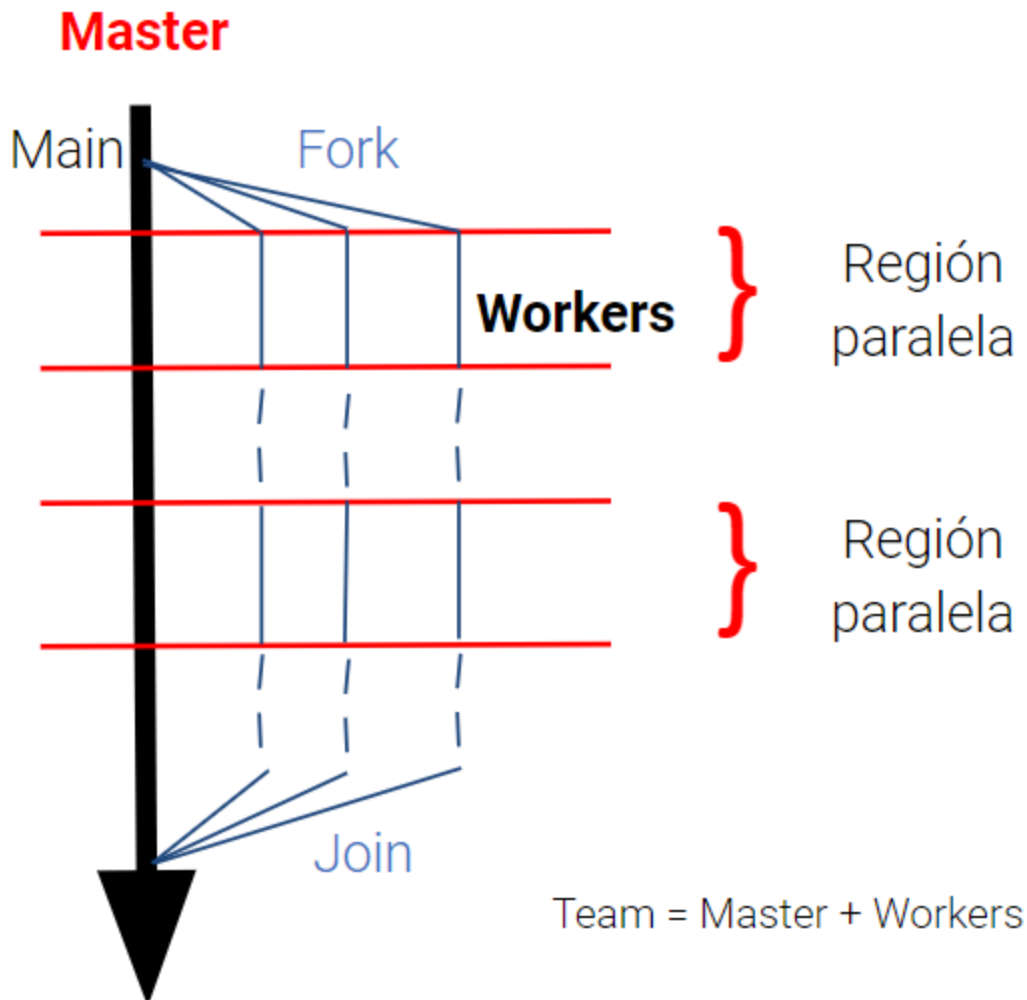 Master
Main
Fork
Workers
Región
paralela
Región
paralela
Join
Team = Master + Workers